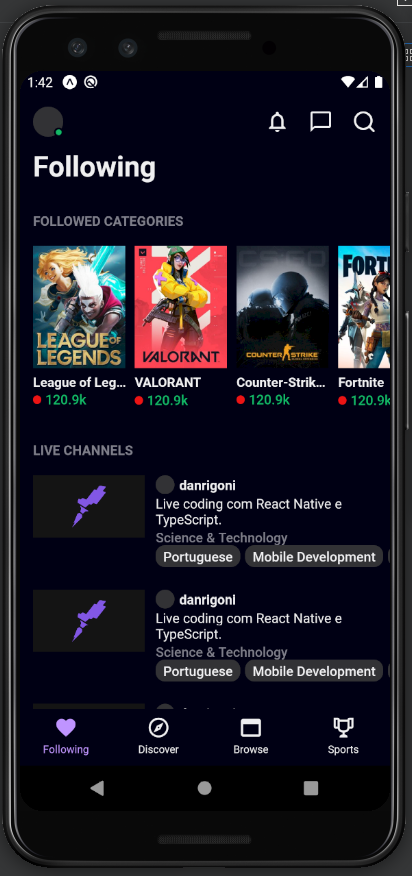 1:42
Following
FOLLOWED CATEGORIES
LEAGUE OF
LEGENDS
VALORANT
CS:GO
COUNTER STRIKE
FORT
League of Leg...
VALORANT
Counter-Strik...
Fortnite
120.9k
120.9k
120.9k
120.9k
LIVE CHANNELS
danrigoni
Live coding com React Native e
TypeScript.
Science & Technology
Portuguese
Mobile Development
danrigoni
Live coding com React Native e
TypeScript.
Science & Technology
Portuguese
Mobile Development
Following
Discover
Browse
Sports